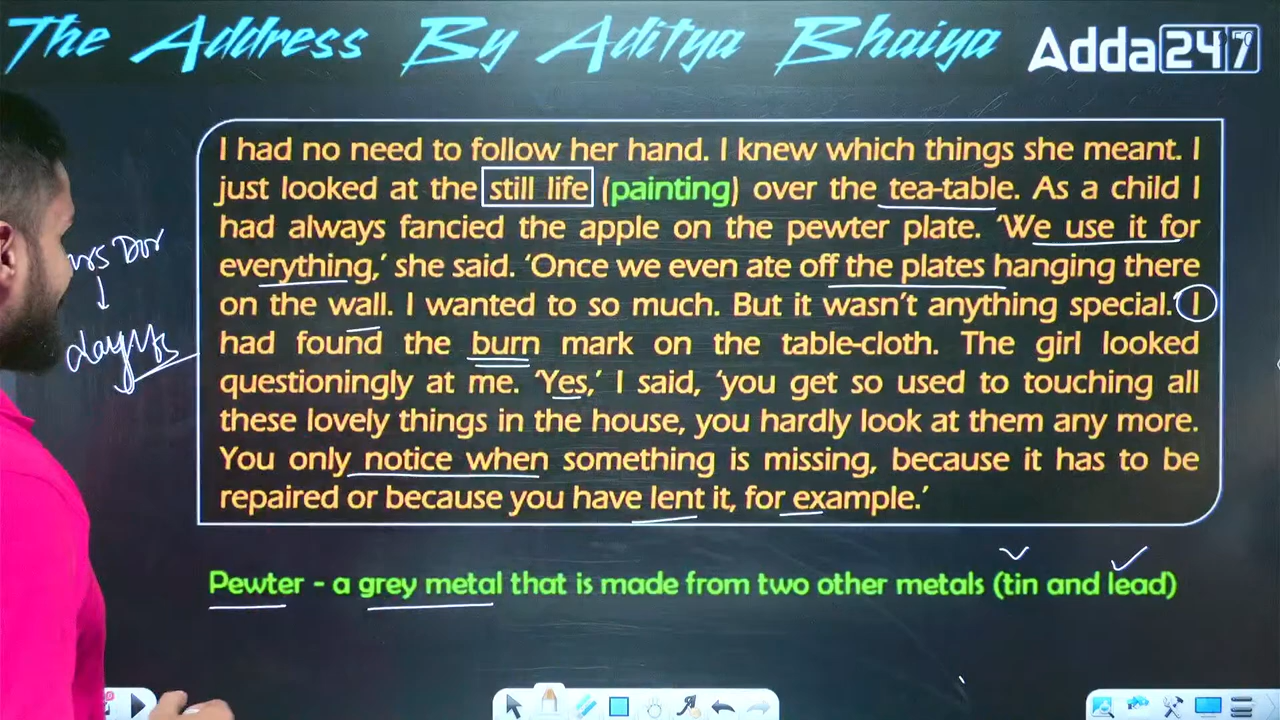 The Address By Aditya Bhaiya
Adda247
I had no need to follow her hand. I knew which things she meant. I
just looked at the still life (painting) over the tea-table. As a child I
had always fancied the apple on the pewter plate. ‘We use it for
everything,’ she said. ‘Once we even ate off the plates hanging there
on the wall. I wanted to so much. But it wasn’t anything special.’ I
had found the burn mark on the table-cloth. The girl looked
questioningly at me. ‘Yes,’ I said, ‘you get so used to touching all
these lovely things in the house, you hardly look at them any more.
You only notice when something is missing, because it has to be
repaired or because you have lent it, for example.’
Pewter - a grey metal that is made from two other metals (tin and lead)